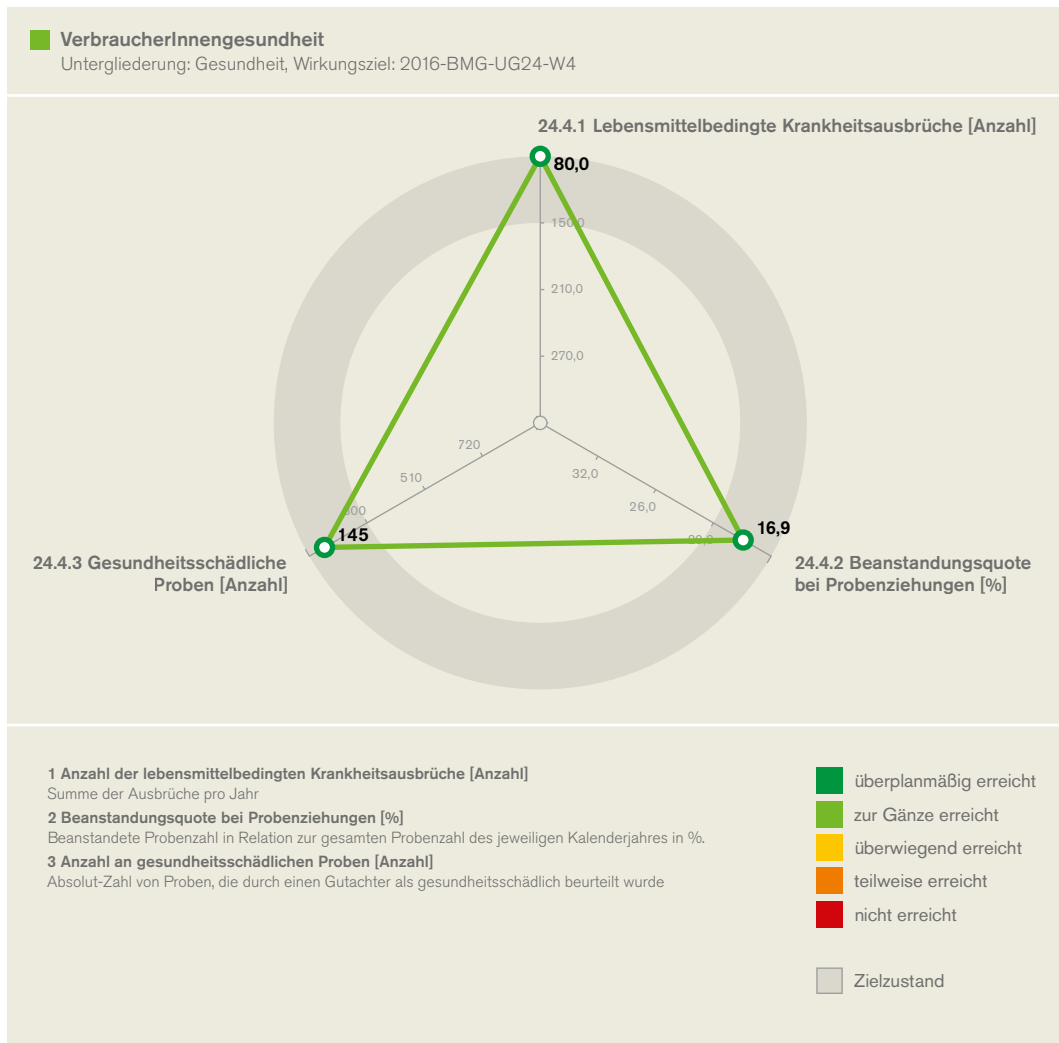 VerbraucherInnengesundheit
Untergliederung: Gesundheit, Wirkungsziel: 2016-BMG-UG24-W4
24.4.1 Lebensmittelbedingte Krankheitsausbrüche [Anzahl]
80,0
150,0
210,0
270,0
720
510
300
145
32,0
26,0
20,0
16,9
24.4.3 Gesundheitsschädliche
Proben [Anzahl]
24.4.2 Beanstandungsquote
bei Probenziehungen [%]
1 Anzahl der lebensmittelbedingten Krankheitsausbrüche [Anzahl]
Summe der Ausbrüche pro Jahr
2 Beanstandungsquote bei Probenziehungen [%]
Beanstandete Probenzahl in Relation zur gesamten Probenzahl des jeweiligen Kalenderjahres in %.
3 Anzahl an gesundheitsschädlichen Proben [Anzahl]
Absolut-Zahl von Proben, die durch einen Gutachter als gesundheitsschädlich beurteilt wurde
überplanmäßig erreicht
zur Gänze erreicht
überwiegend erreicht
teilweise erreicht
nicht erreicht
Zielzustand